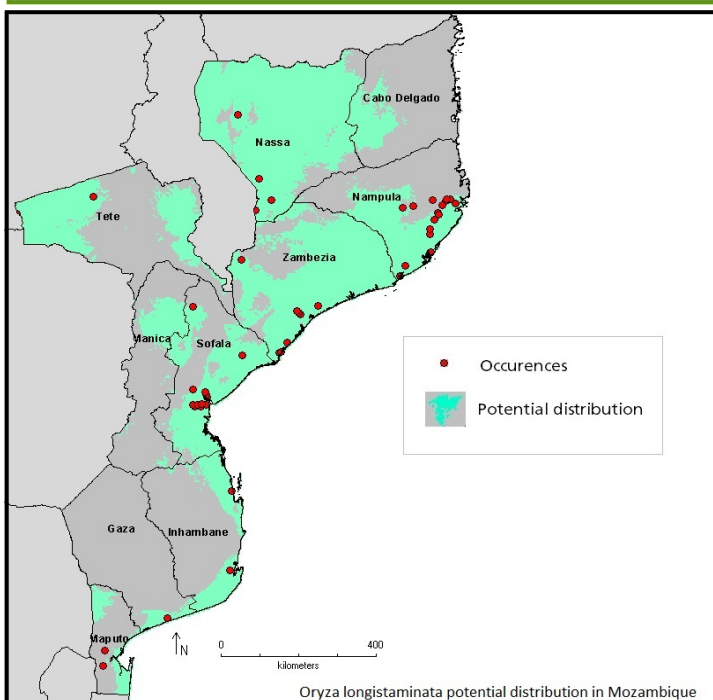 Cabo Delgado
Nassa
Nampula
Tete
Zambezia
Manica
Sofala
Occurences
Potential distribution
Gaza
Inhambane
Maputo
N
0 400
kilometers
Oryza longistaminata potential distribution in Mozambique